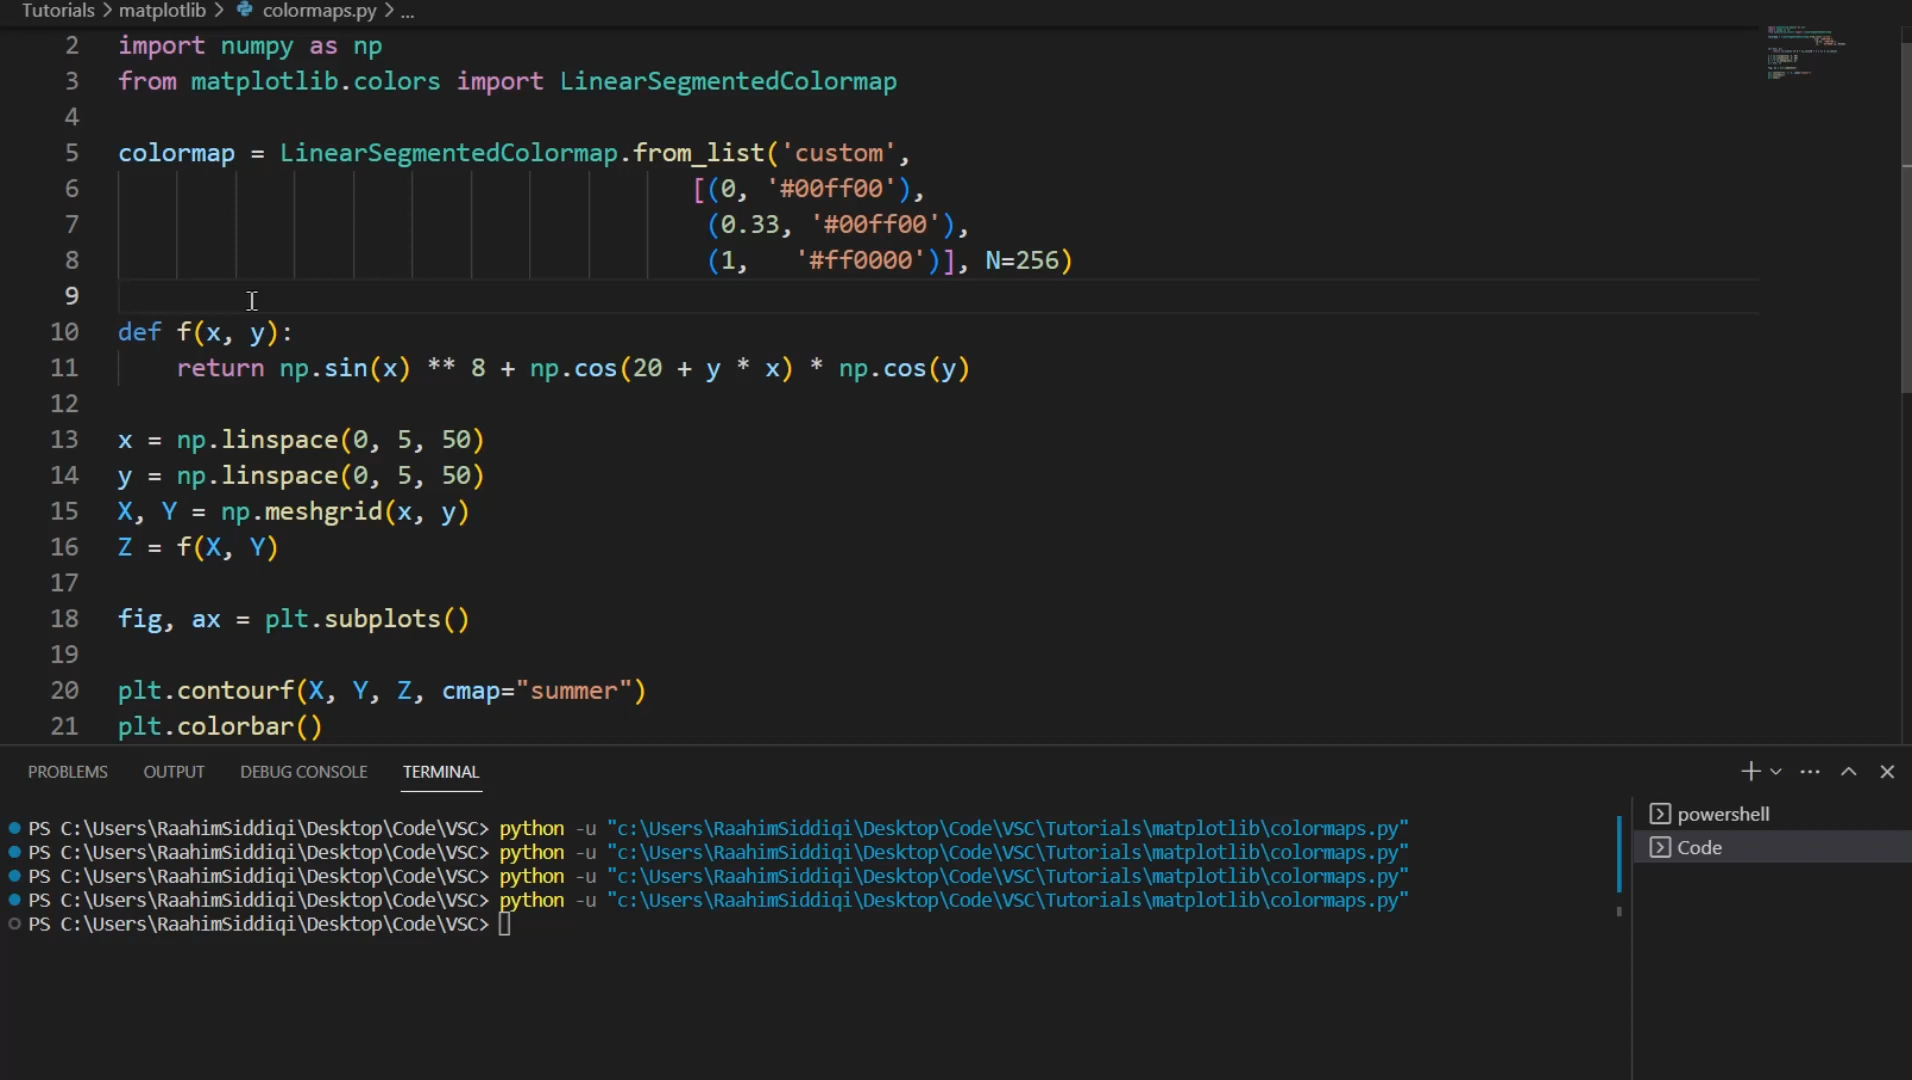 Tutorials > matplotlib > colormaps.py > ...
2 import numpy as np
3 from matplotlib.colors import LinearSegmentedColormap
4
5 colormap = LinearSegmentedColormap.from_list('custom',
6 [(0, '#00ff00'),
7 (0.33, '#00ff00'),
8 (1,   '#ff0000')], N=256)
9
10 def f(x, y):
11     return np.sin(x) ** 8 + np.cos(20 + y * x) * np.cos(y)
12
13 x = np.linspace(0, 5, 50)
14 y = np.linspace(0, 5, 50)
15 X, Y = np.meshgrid(x, y)
16 Z = f(X, Y)
17
18 fig, ax = plt.subplots()
19
20 plt.contourf(X, Y, Z, cmap="summer")
21 plt.colorbar()
PROBLEMS OUTPUT DEBUG CONSOLE TERMINAL
PS C:\Users\RaahimSiddiqi\Desktop\Code\VSC> python -u "c:\Users\RaahimSiddiqi\Desktop\Code\VSC\Tutorials\matplotlib\colormaps.py"
PS C:\Users\RaahimSiddiqi\Desktop\Code\VSC> python -u "c:\Users\RaahimSiddiqi\Desktop\Code\VSC\Tutorials\matplotlib\colormaps.py"
PS C:\Users\RaahimSiddiqi\Desktop\Code\VSC> python -u "c:\Users\RaahimSiddiqi\Desktop\Code\VSC\Tutorials\matplotlib\colormaps.py"
PS C:\Users\RaahimSiddiqi\Desktop\Code\VSC> python -u "c:\Users\RaahimSiddiqi\Desktop\Code\VSC\Tutorials\matplotlib\colormaps.py"
PS C:\Users\RaahimSiddiqi\Desktop\Code\VSC>
powershell
Code